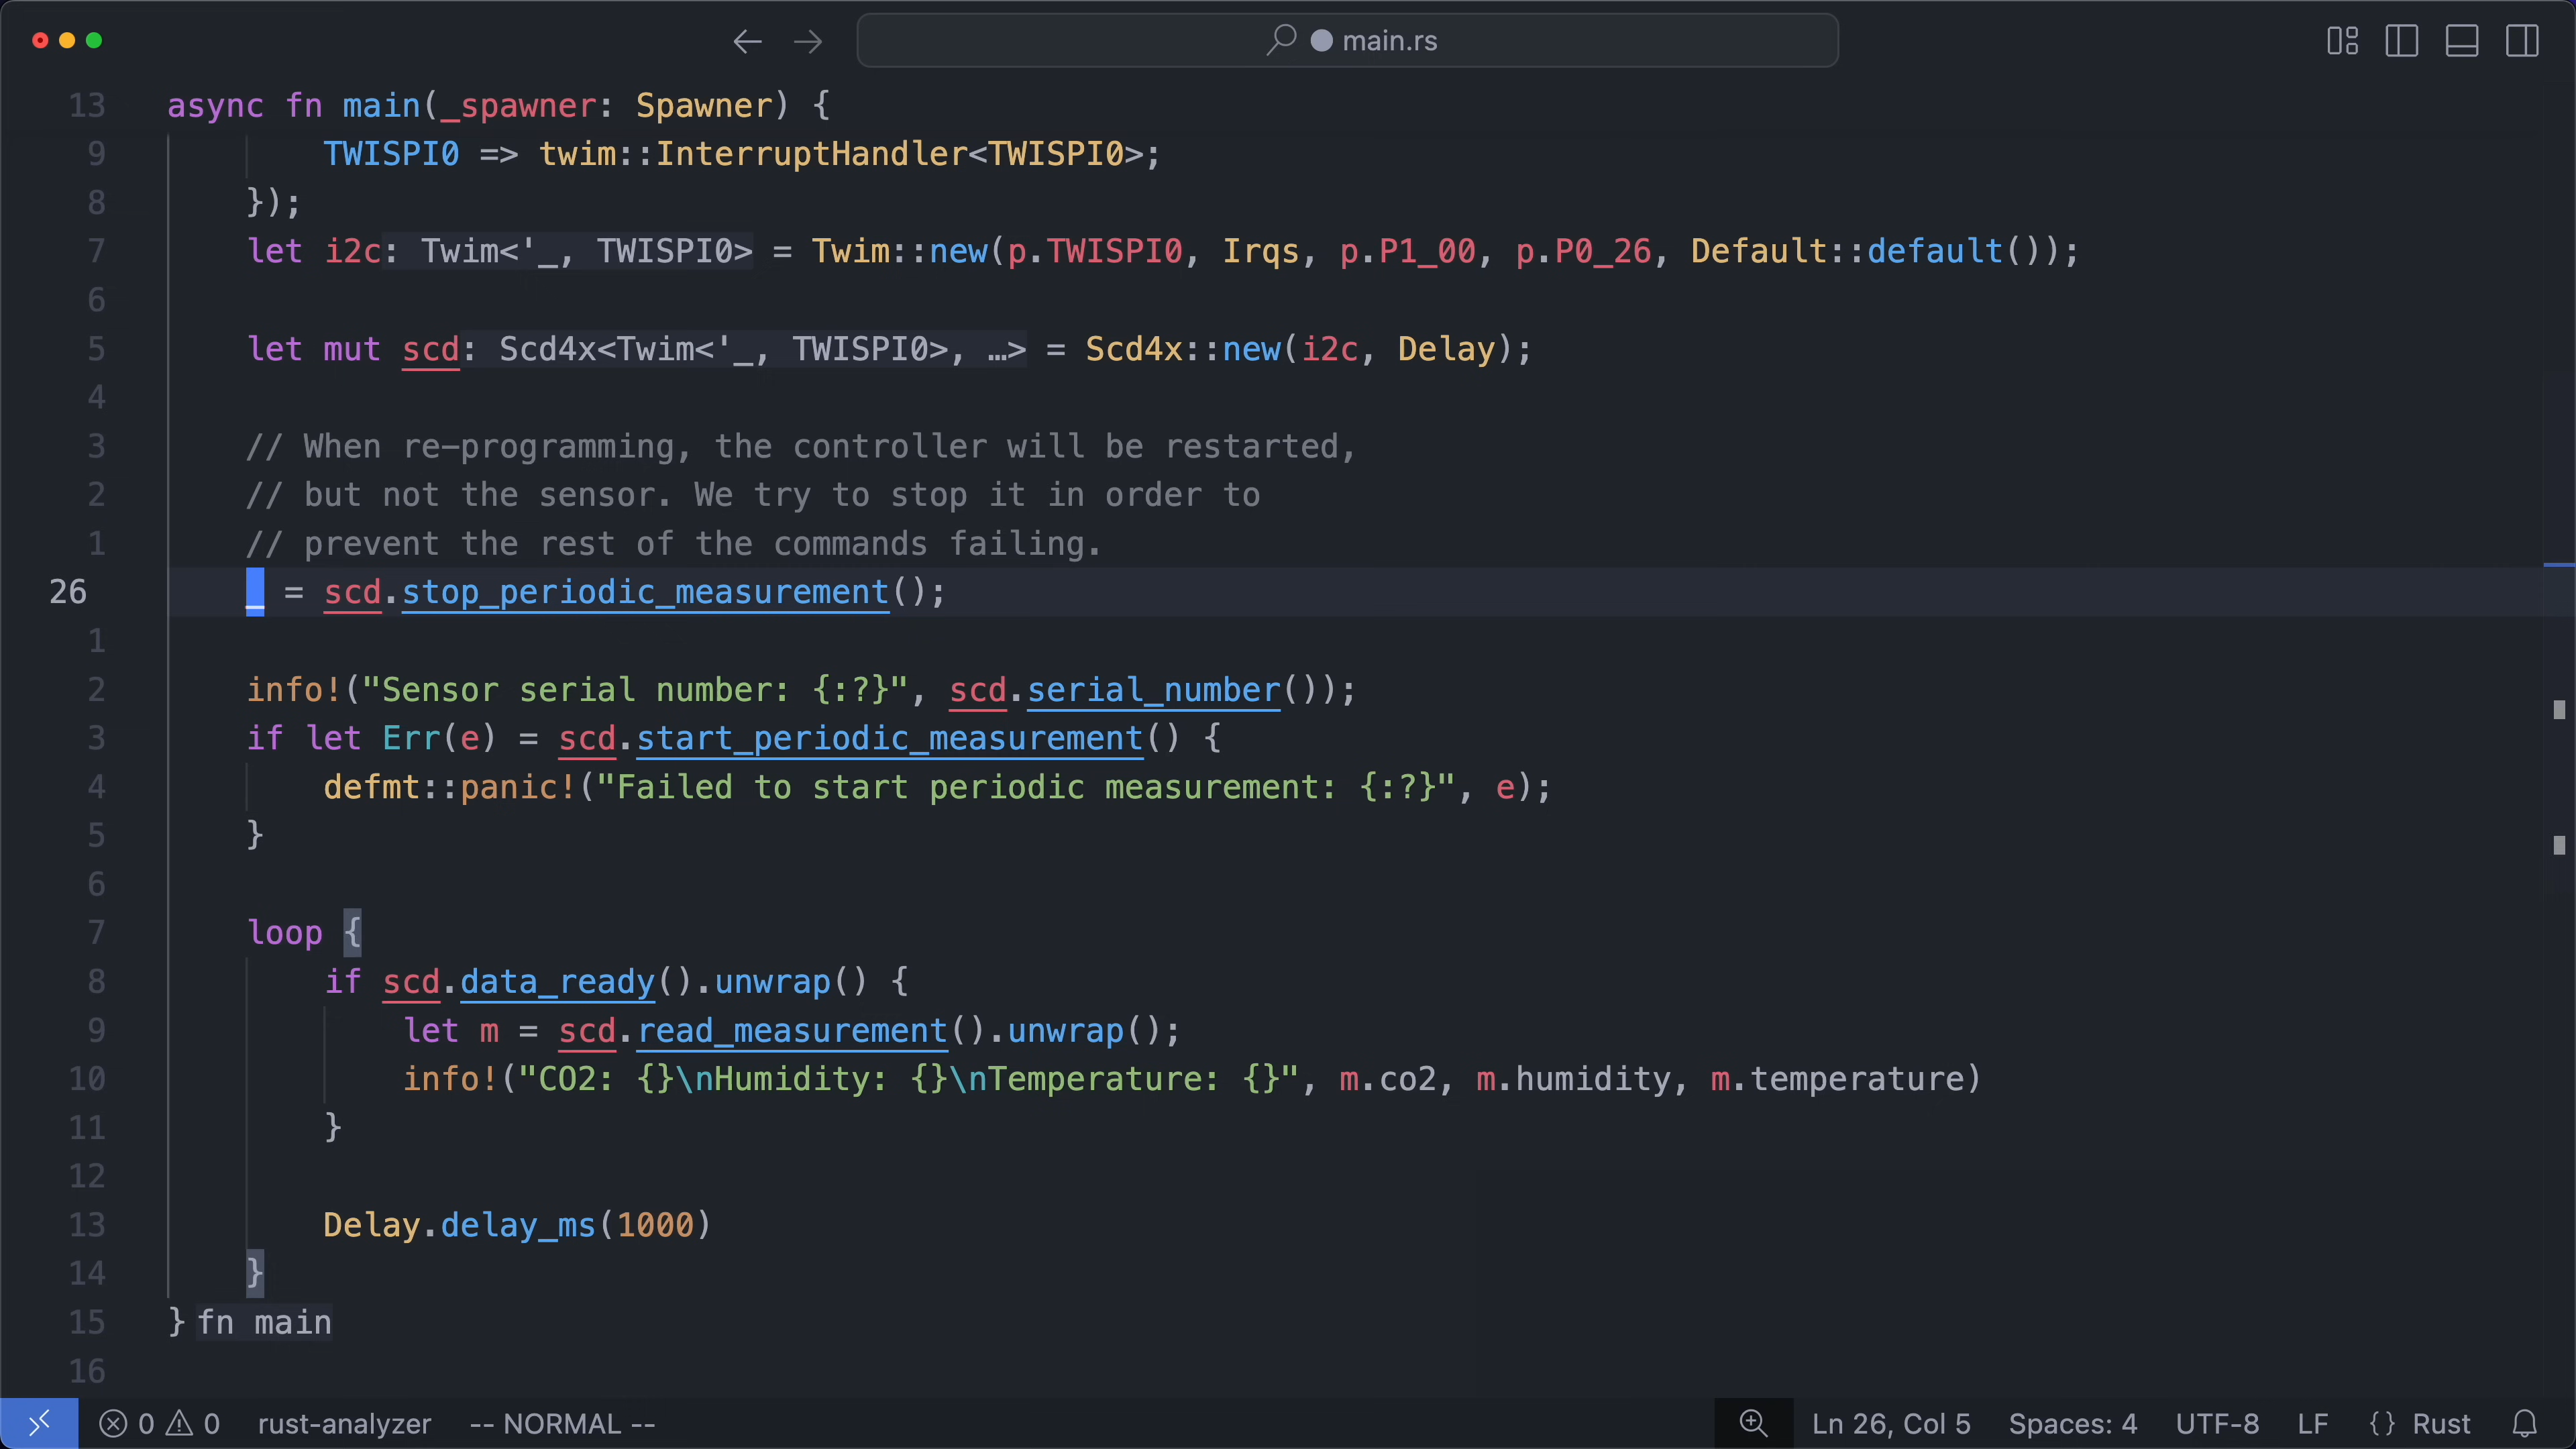 main.rs
13 async fn main(_spawner: Spawner) {
9 TWISPI0 => twim::InterruptHandler<TWISPI0>;
8 });
7 let i2c: Twim<'_, TWISPI0> = Twim::new(p.TWISPI0, Irqs, p.P1_00, p.P0_26, Default::default());
6
5 let mut scd: Scd4x<Twim<'_, TWISPI0>, …> = Scd4x::new(i2c, Delay);
4
3 // When re-programming, the controller will be restarted,
2 // but not the sensor. We try to stop it in order to
1 // prevent the rest of the commands failing.
26 _ = scd.stop_periodic_measurement();
1
2 info!("Sensor serial number: {:?}", scd.serial_number());
3 if let Err(e) = scd.start_periodic_measurement() {
4 defmt::panic!("Failed to start periodic measurement: {:?}", e);
5 }
6
7 loop {
8 if scd.data_ready().unwrap() {
9 let m = scd.read_measurement().unwrap();
10 info!("CO2: {}\nHumidity: {}\nTemperature: {}", m.co2, m.humidity, m.temperature)
11 }
12
13 Delay.delay_ms(1000)
14 }
15 } fn main
16
0 0 rust-analyzer -- NORMAL -- Ln 26, Col 5 Spaces: 4 UTF-8 LF {} Rust